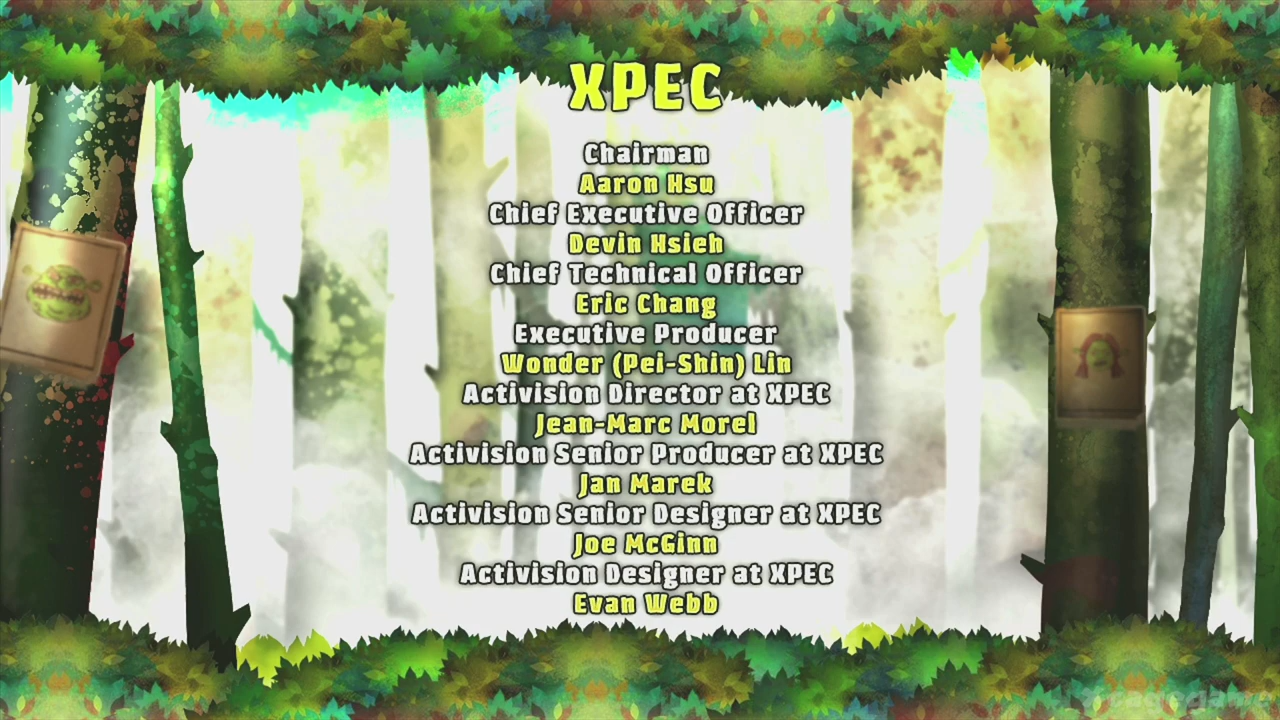 XPEC
Chairman
Aaron Hsu
Chief Executive Officer
Devin Hsieh
Chief Technical Officer
Eric Chang
Executive Producer
Wonder (Pei-Shin) Lin
Activision Director at XPEC
Jean-Marc Morel
Activision Senior Producer at XPEC
Jan Marek
Activision Senior Designer at XPEC
Joe McGinn
Activision Designer at XPEC
Evan Webb